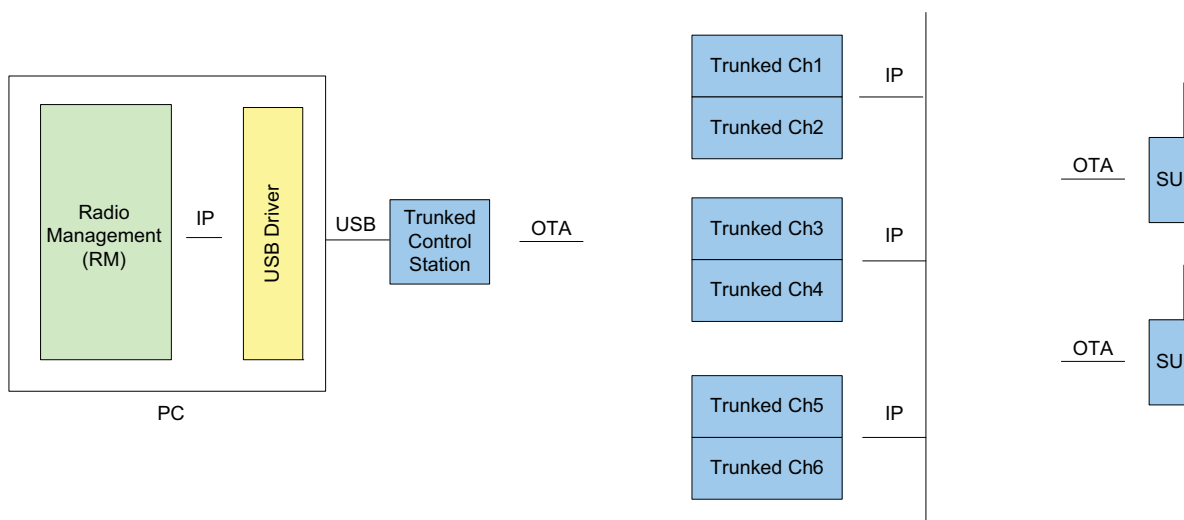 Radio
Management
(RM)
IP
USB Driver
PC
USB
Trunked
Control
Station
OTA
Trunked Ch1
Trunked Ch2
IP
Trunked Ch3
Trunked Ch4
IP
Trunked Ch5
Trunked Ch6
IP
OTA
SU
OTA
SU